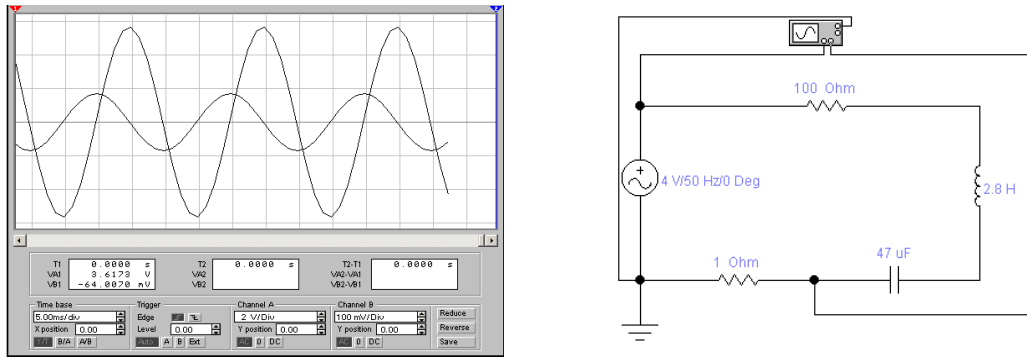 1 2
T1 0.0000 s T2 0.0000 s T2-T1 0.0000 s
VA1 3.6173 V VA2 VA2-VA1
VB1 -64.0070 mV VB2 VB2-VB1
Time base Trigger Channel A Channel B
5.00ms/div Edge 2 V/Div 100 mV/Div Reduce
X position 0.00 Level 0.00 Y position 0.00 Y position 0.00 Reverse
Y/T B/A A/B Auto A B Ext AC 0 DC AC 0 DC Save
100 Ohm
4 V/50 Hz/0 Deg
2.8 H
1 Ohm
47 uF